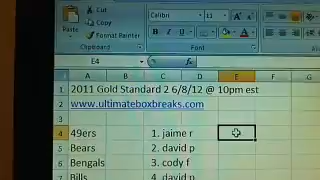 Cut
Copy
Format Painter
Paste
Clipboard
Calibri
11
B I U
Font
E4
fx
A B C D E F
1 2011 Gold Standard 2 6/8/12 @ 10pm est
2 www.ultimateboxbreaks.com
3
4 49ers 1. jaime r
5 Bears 2. david p
6 Bengals 3. cody f
7 Bills 4. david p